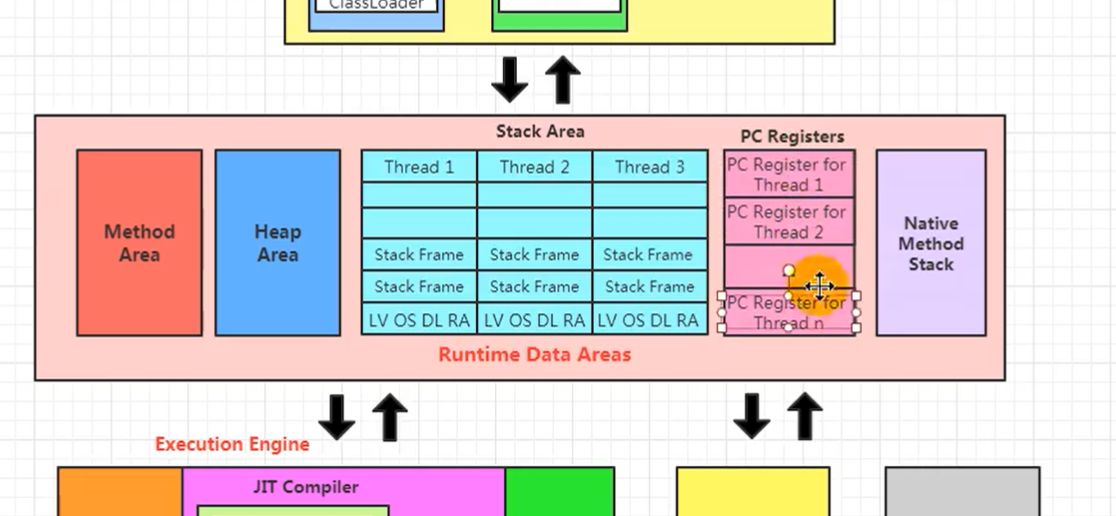 ClassLoader
Stack Area
PC Registers
Thread 1
Thread 2
Thread 3
PC Register for
Thread 1
PC Register for
Thread 2
Method
Area
Heap
Area
Native
Method
Stack
Stack Frame
Stack Frame
Stack Frame
Stack Frame
Stack Frame
Stack Frame
LV OS DL RA
LV OS DL RA
LV OS DL RA
PC Register for
Thread n
Runtime Data Areas
Execution Engine
JIT Compiler